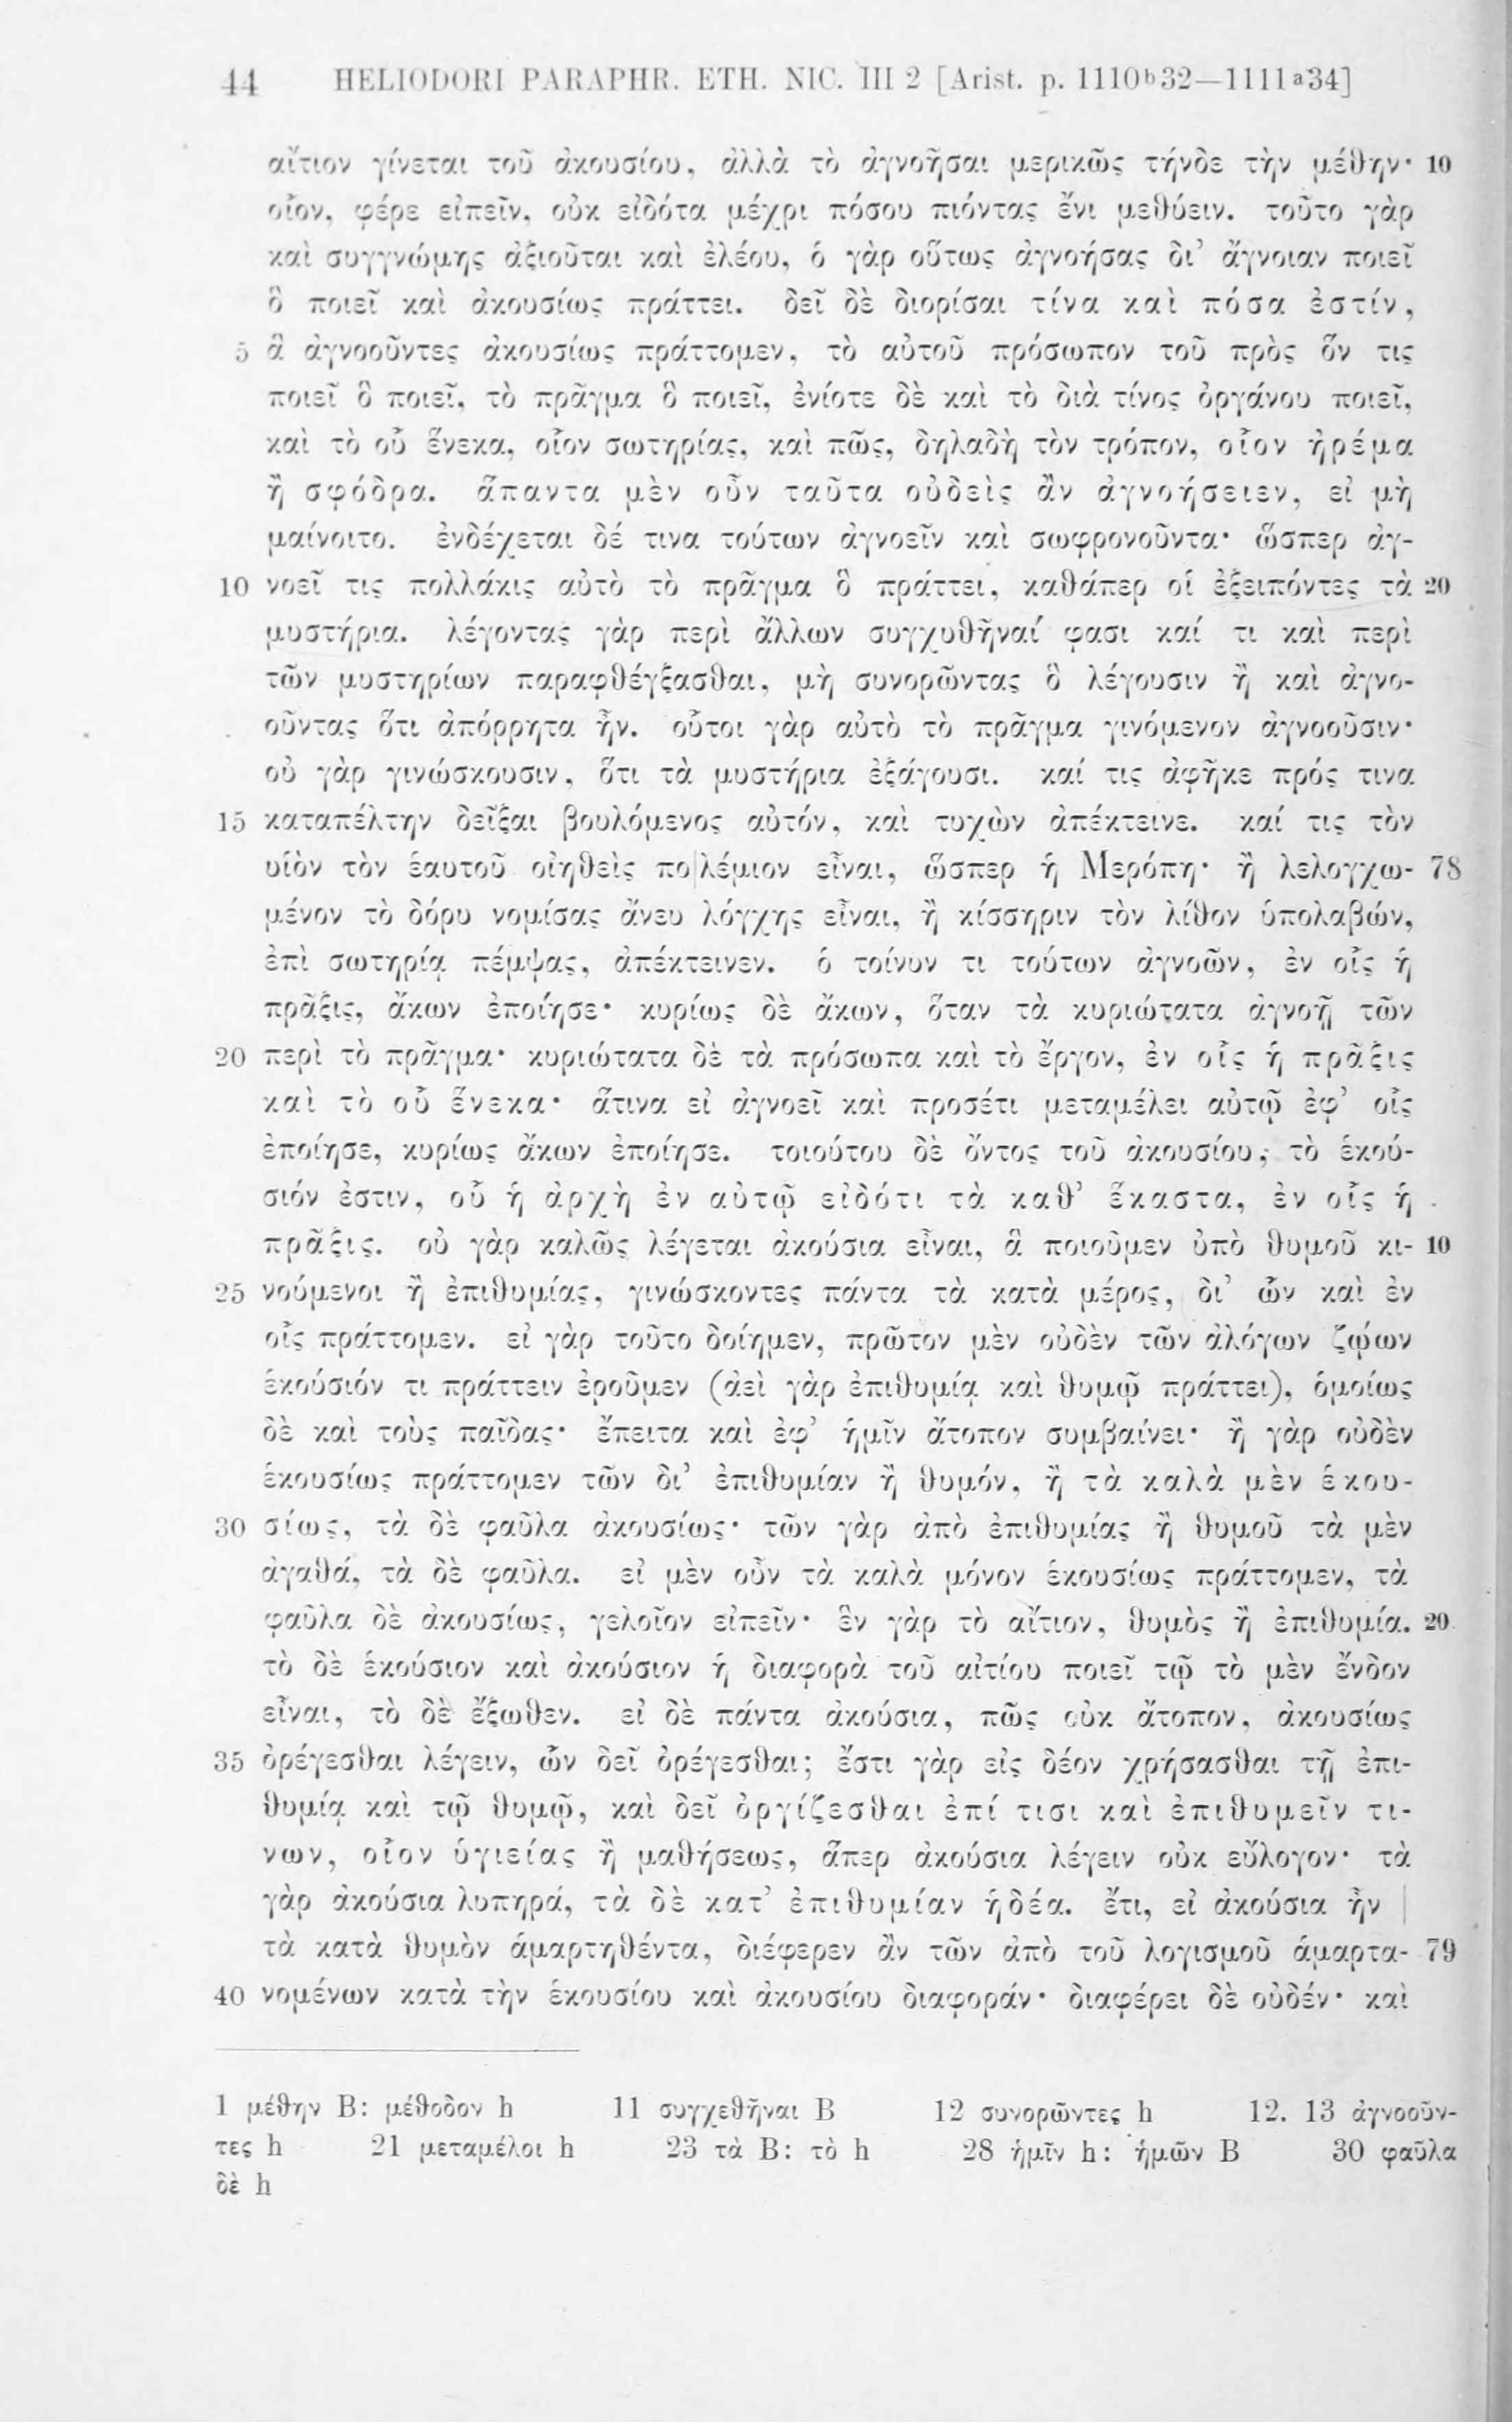 44 HELIODORI PARAPHR. ETH. NIC. III 2 [Arist. p. 1110b32—1111a34]
αἴτιον γίνεται τοῦ ἀκουσίου, ἀλλὰ τὸ ἀγνοῆσαι μερικῶς τήνδε τὴν μέθην· 10
οἷον, φέρε εἰπεῖν, οὐκ εἰδότα μέχρι πόσου πιόντας ἔνι μεθύειν. τοῦτο γὰρ
καὶ συγγνώμης ἀξιοῦται καὶ ἐλέου, ὁ γὰρ οὕτως ἀγνοήσας δι’ ἄγνοιαν ποιεῖ
ὃ ποιεῖ καὶ ἀκουσίως πράττει. δεῖ δὲ διορίσαι τίνα καὶ πόσα ἐστίν,
5 ἃ ἀγνοοῦντες ἀκουσίως πράττομεν, τὸ αὐτοῦ πρόσωπον τοῦ πρὸς ὅν τις
ποιεῖ ὃ ποιεῖ, τὸ πρᾶγμα ὃ ποιεῖ, ἐνίοτε δὲ καὶ τὸ διὰ τίνος ὀργάνου ποιεῖ,
καὶ τὸ οὗ ἕνεκα, οἷον σωτηρίας, καὶ πῶς, δηλαδὴ τὸν τρόπον, οἷον ἠρέμα
ἢ σφόδρα. ἅπαντα μὲν οὖν ταῦτα οὐδεὶς ἂν ἀγνοήσειεν, εἰ μὴ
μαίνοιτο. ἐνδέχεται δέ τινα τούτων ἀγνοεῖν καὶ σωφρονοῦντα· ὥσπερ ἀγ-
10 νοεῖ τις πολλάκις αὐτὸ τὸ πρᾶγμα ὃ πράττει, καθάπερ οἱ ἐξειπόντες τὰ 20
μυστήρια. λέγοντας γὰρ περὶ ἄλλων συγχυθῆναί φασι καί τι καὶ περὶ
τῶν μυστηρίων παραφθέγξασθαι, μὴ συνορῶντας ὃ λέγουσιν ἢ καὶ ἀγνο-
οῦντας ὅτι ἀπόρρητα ἦν. οὗτοι γὰρ αὐτὸ τὸ πρᾶγμα γινόμενον ἀγνοοῦσιν·
οὐ γὰρ γινώσκουσιν, ὅτι τὰ μυστήρια ἐξάγουσι. καί τις ἀφῆκε πρός τινα
15 καταπέλτην δεῖξαι βουλόμενος αὐτόν, καὶ τυχὼν ἀπέκτεινε. καί τις τὸν
υἱὸν τὸν ἑαυτοῦ οἰηθεὶς πο|λέμιον εἶναι, ὥσπερ ἡ Μερόπη· ἢ λελογχω- 78
μένον τὸ δόρυ νομίσας ἄνευ λόγχης εἶναι, ἢ κίσσηριν τὸν λίθον ὑπολαβών,
ἐπὶ σωτηρίᾳ πέμψας, ἀπέκτεινεν. ὁ τοίνυν τι τούτων ἀγνοῶν, ἐν οἷς ἡ
πρᾶξις, ἄκων ἐποίησε· κυρίως δὲ ἄκων, ὅταν τὰ κυριώτατα ἀγνοῇ τῶν
20 περὶ τὸ πρᾶγμα· κυριώτατα δὲ τὰ πρόσωπα καὶ τὸ ἔργον, ἐν οἷς ἡ πρᾶξις
καὶ τὸ οὗ ἕνεκα· ἅτινα εἰ ἀγνοεῖ καὶ προσέτι μεταμέλει αὐτῷ ἐφ’ οἷς
ἐποίησε, κυρίως ἄκων ἐποίησε. τοιούτου δὲ ὄντος τοῦ ἀκουσίου, τὸ ἑκού-
σιόν ἐστιν, οὗ ἡ ἀρχὴ ἐν αὐτῷ εἰδότι τὰ καθ’ ἕκαστα, ἐν οἷς ἡ
πρᾶξις. οὐ γὰρ καλῶς λέγεται ἀκούσια εἶναι, ἃ ποιοῦμεν ὑπὸ θυμοῦ κι- 10
25 νούμενοι ἢ ἐπιθυμίας, γινώσκοντες πάντα τὰ κατὰ μέρος, δι’ ὧν καὶ ἐν
οἷς πράττομεν. εἰ γὰρ τοῦτο δοίημεν, πρῶτον μὲν οὐδὲν τῶν ἀλόγων ζῴων
ἑκούσιόν τι πράττειν ἐροῦμεν (ἀεὶ γὰρ ἐπιθυμίᾳ καὶ θυμῷ πράττει), ὁμοίως
δὲ καὶ τοὺς παῖδας· ἔπειτα καὶ ἐφ’ ἡμῖν ἄτοπον συμβαίνει· ἢ γὰρ οὐδὲν
ἑκουσίως πράττομεν τῶν δι’ ἐπιθυμίαν ἢ θυμόν, ἢ τὰ καλὰ μὲν ἑκου-
30 σίως, τὰ δὲ φαῦλα ἀκουσίως· τῶν γὰρ ἀπὸ ἐπιθυμίας ἢ θυμοῦ τὰ μὲν
ἀγαθά, τὰ δὲ φαῦλα. εἰ μὲν οὖν τὰ καλὰ μόνον ἑκουσίως πράττομεν, τὰ
φαῦλα δὲ ἀκουσίως, γελοῖον εἰπεῖν· ἓν γὰρ τὸ αἴτιον, θυμὸς ἢ ἐπιθυμία. 20
τὸ δὲ ἑκούσιον καὶ ἀκούσιον ἡ διαφορὰ τοῦ αἰτίου ποιεῖ τῷ τὸ μὲν ἔνδον
εἶναι, τὸ δὲ ἔξωθεν. εἰ δὲ πάντα ἀκούσια, πῶς οὐκ ἄτοπον, ἀκουσίως
35 ὀρέγεσθαι λέγειν, ὧν δεῖ ὀρέγεσθαι; ἔστι γὰρ εἰς δέον χρήσασθαι τῇ ἐπι-
θυμίᾳ καὶ τῷ θυμῷ, καὶ δεῖ ὀργίζεσθαι ἐπί τισι καὶ ἐπιθυμεῖν τι-
νων, οἷον ὑγιείας ἢ μαθήσεως, ἅπερ ἀκούσια λέγειν οὐκ εὔλογον· τὰ
γὰρ ἀκούσια λυπηρά, τὰ δὲ κατ’ ἐπιθυμίαν ἡδέα. ἔτι, εἰ ἀκούσια ἦν |
τὰ κατὰ θυμὸν ἁμαρτηθέντα, διέφερεν ἂν τῶν ἀπὸ τοῦ λογισμοῦ ἁμαρτα- 79
40 νομένων κατὰ τὴν ἑκουσίου καὶ ἀκουσίου διαφοράν· διαφέρει δὲ οὐδέν· καὶ
1 μέθην B: μέθοδον h 11 συγχεθῆναι B 12 συνορῶντες h 12. 13 ἀγνοοῦν-
τες h 21 μεταμέλοι h 23 τὰ B: τὸ h 28 ἡμῖν h: ἡμῶν B 30 φαῦλα
δὲ h